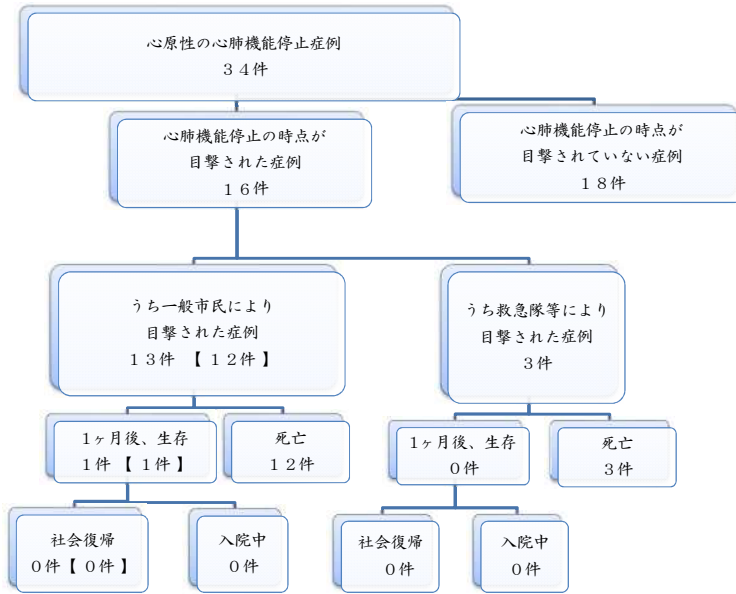 心原性の心肺機能停止症例
３４件
心肺機能停止の時点が
目撃された症例
１６件
心肺機能停止の時点が
目撃されていない症例
１８件
うち一般市民により
目撃された症例
１３件 【 １２件 】
うち救急隊等により
目撃された症例
３件
1ヶ月後、生存
１件 【 １件 】
死亡
１２件
1ヶ月後、生存
０件
死亡
３件
社会復帰
０件【 ０件 】
入院中
０件
社会復帰
０件
入院中
０件